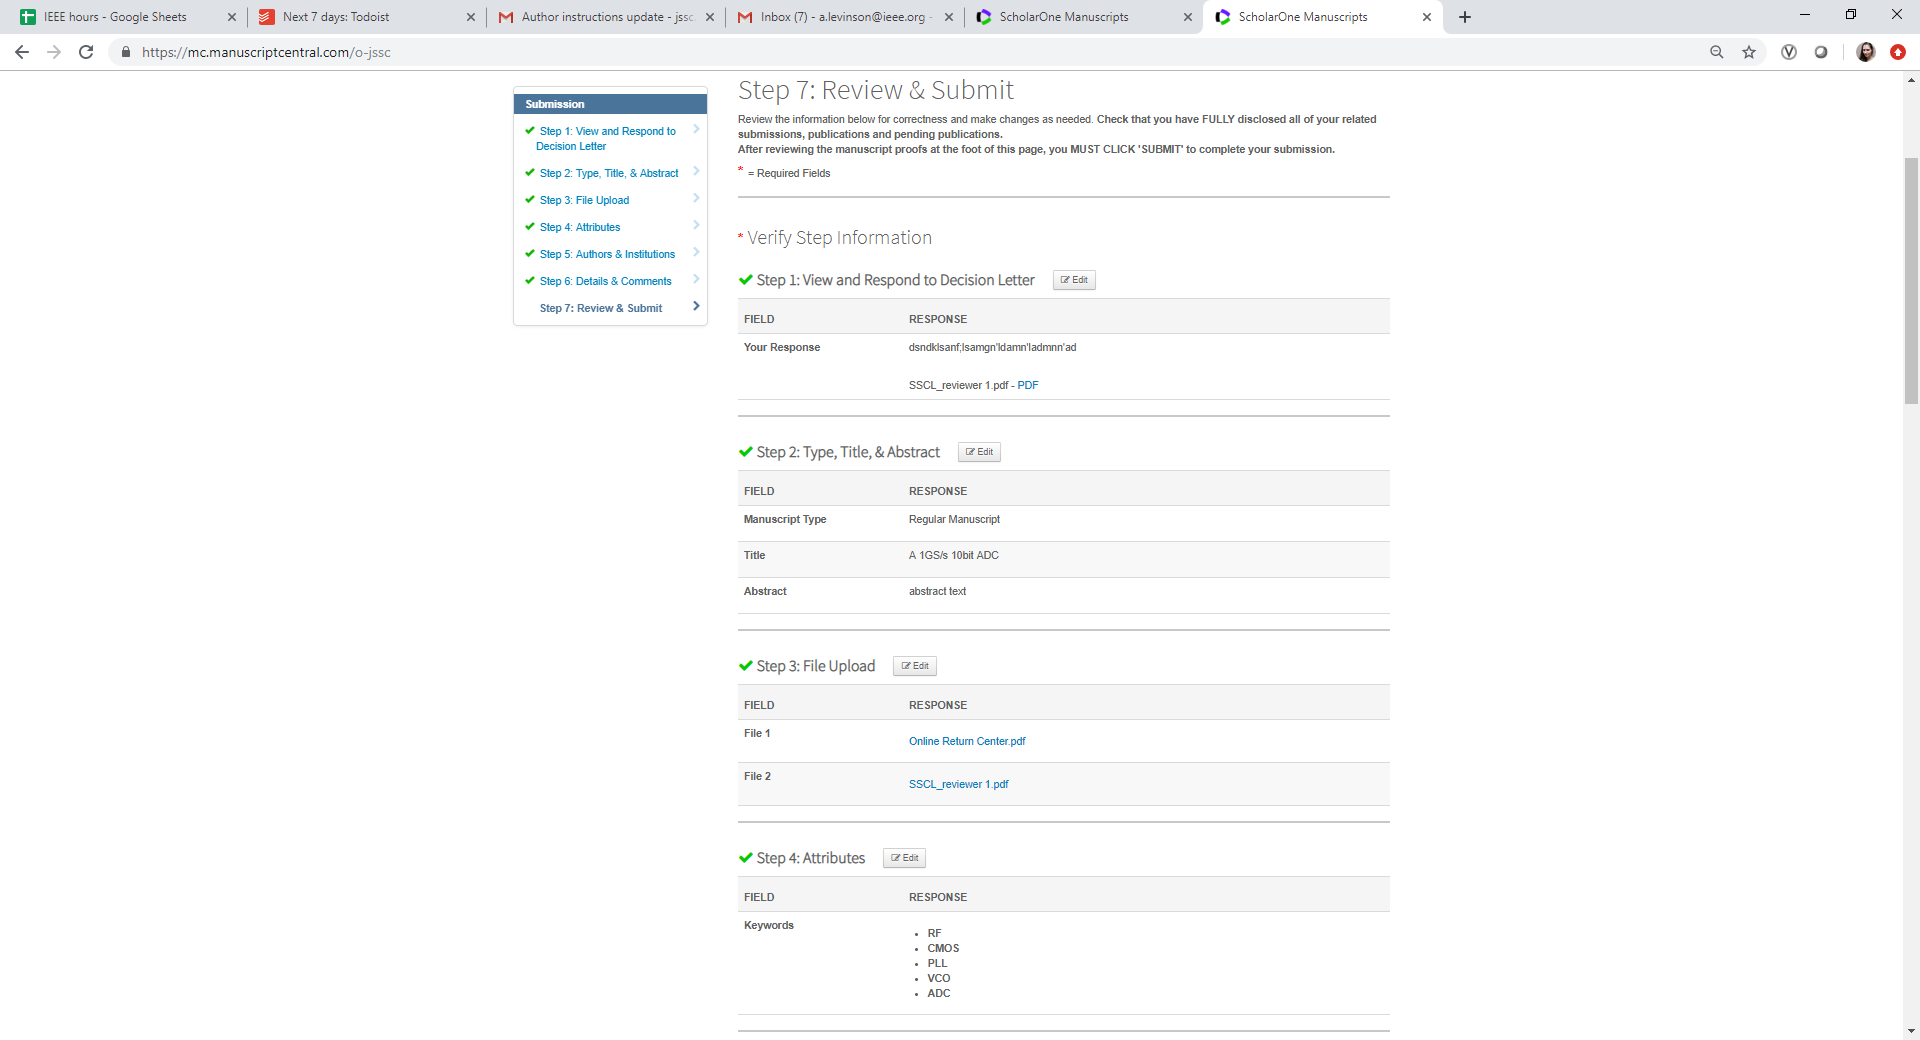 IEEE hours - Google Sheets
Next 7 days: Todoist
Author instructions update - jssc
Inbox (7) - a.levinson@ieee.org -
ScholarOne Manuscripts
ScholarOne Manuscripts
https://mc.manuscriptcentral.com/o-jssc
Submission
Step 1: View and Respond to
Decision Letter
Step 2: Type, Title, & Abstract
Step 3: File Upload
Step 4: Attributes
Step 5: Authors & Institutions
Step 6: Details & Comments
Step 7: Review & Submit
Step 7: Review & Submit
Review the information below for correctness and make changes as needed. Check that you have FULLY disclosed all of your related
submissions, publications and pending publications.
After reviewing the manuscript proofs at the foot of this page, you MUST CLICK 'SUBMIT' to complete your submission.
* = Required Fields
* Verify Step Information
Step 1: View and Respond to Decision Letter Edit
FIELD RESPONSE
Your Response dsndklsanf;lsamgn'ldamn'ladmnn'ad
SSCL_reviewer 1.pdf - PDF
Step 2: Type, Title, & Abstract Edit
FIELD RESPONSE
Manuscript Type Regular Manuscript
Title A 1GS/s 10bit ADC
Abstract abstract text
Step 3: File Upload Edit
FIELD RESPONSE
File 1 Online Return Center.pdf
File 2 SSCL_reviewer 1.pdf
Step 4: Attributes Edit
FIELD RESPONSE
Keywords
• RF
• CMOS
• PLL
• VCO
• ADC